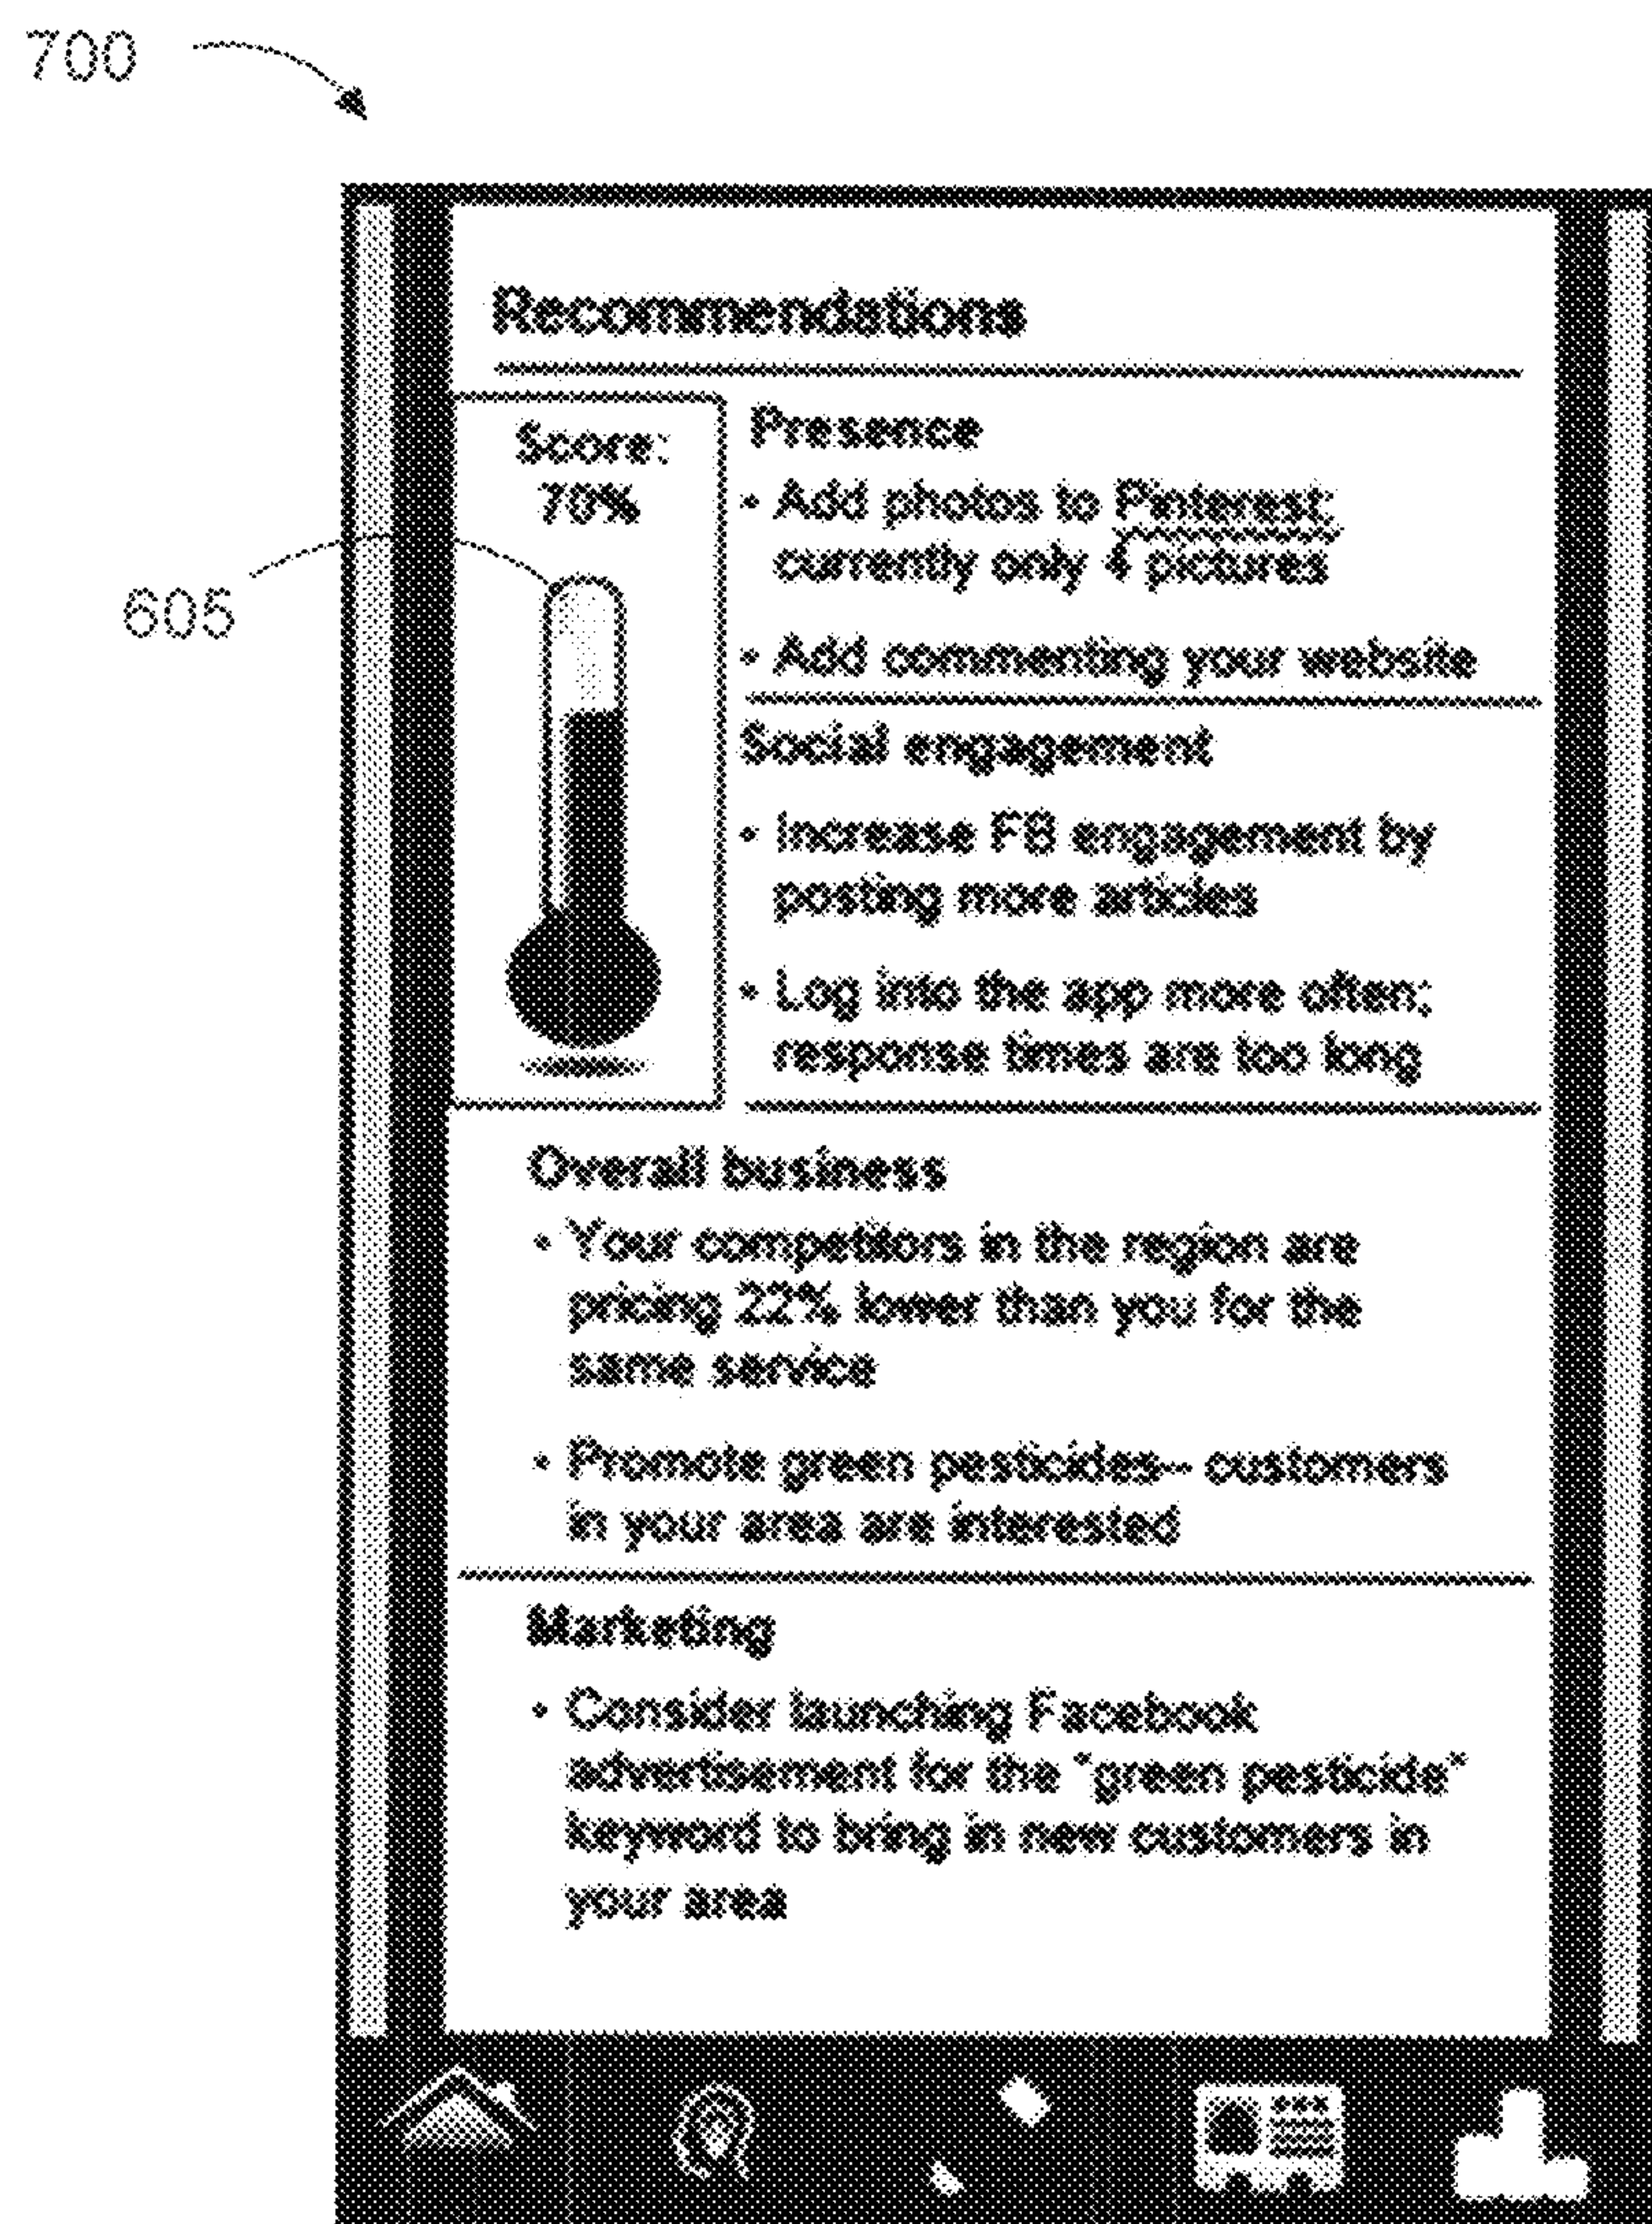 700
Recommendations
Score:
70%
605
Presence
• Add photos to Pinterest;
currently only 4 pictures
• Add commenting your website
Social engagement
• Increase FB engagement by
posting more articles
• Log into the app more often;
response times are too long
Overall business
• Your competitors in the region are
pricing 22% lower than you for the
same service
• Promote green pesticides– customers
in your area are interested
Marketing
• Consider launching Facebook
advertisement for the "green pesticide"
keyword to bring in new customers in
your area